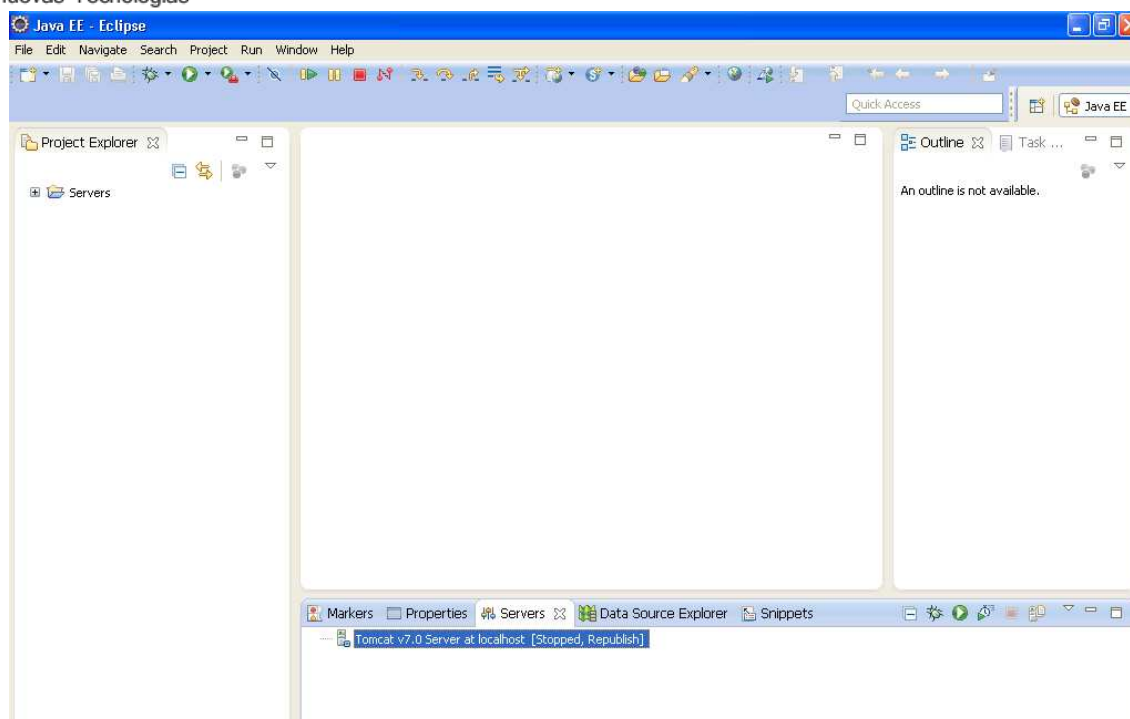 Nuevas Tecnologías
Java EE - Eclipse
File Edit Navigate Search Project Run Window Help
Quick Access
Java EE
Project Explorer
Outline
Task ...
Servers
An outline is not available.
Markers Properties Servers Data Source Explorer Snippets
Tomcat v7.0 Server at localhost [Stopped, Republish]